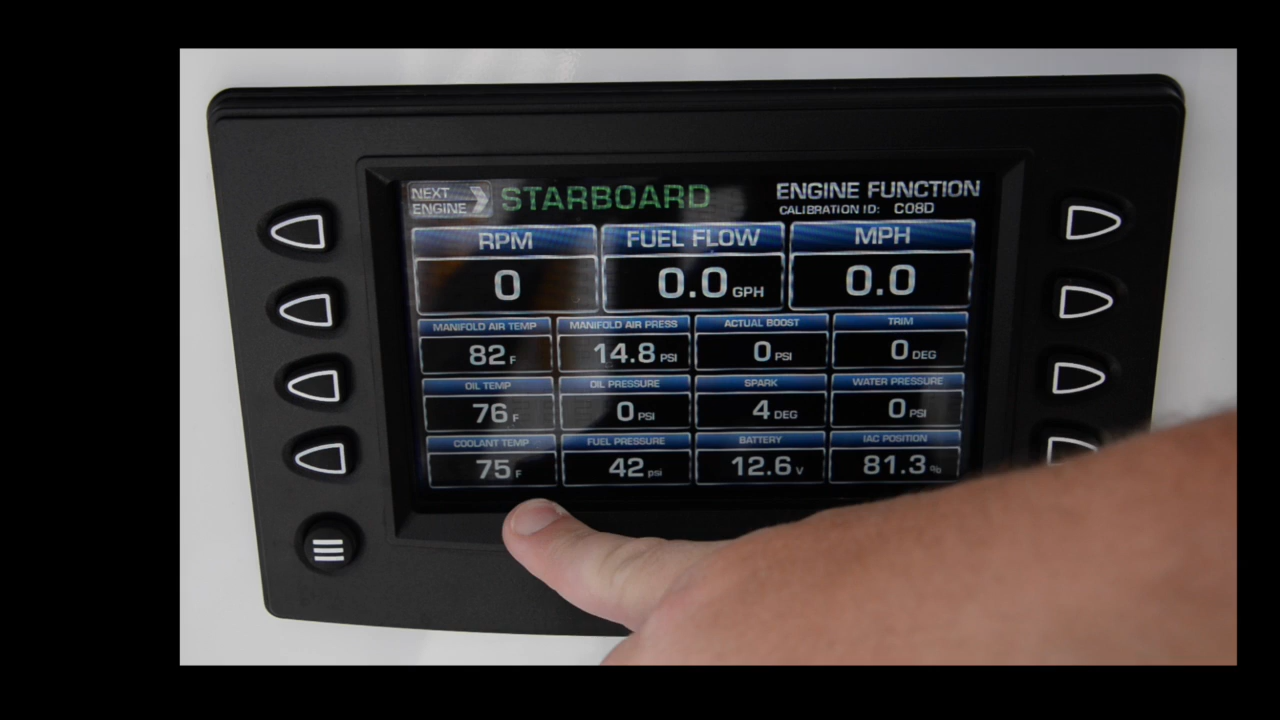 NEXT ENGINE
STARBOARD
ENGINE FUNCTION
CALIBRATION ID: C08D
RPM FUEL FLOW MPH
0 0.0 GPH 0.0
MANIFOLD AIR TEMP MANIFOLD AIR PRESS ACTUAL BOOST TRIM
82 F 14.8 PSI 0 PSI 0 DEG
OIL TEMP OIL PRESSURE SPARK WATER PRESSURE
76 F 0 PSI 4 DEG 0 PSI
COOLANT TEMP FUEL PRESSURE BATTERY IAC POSITION
75 F 42 psi 12.6 V 81.3 %